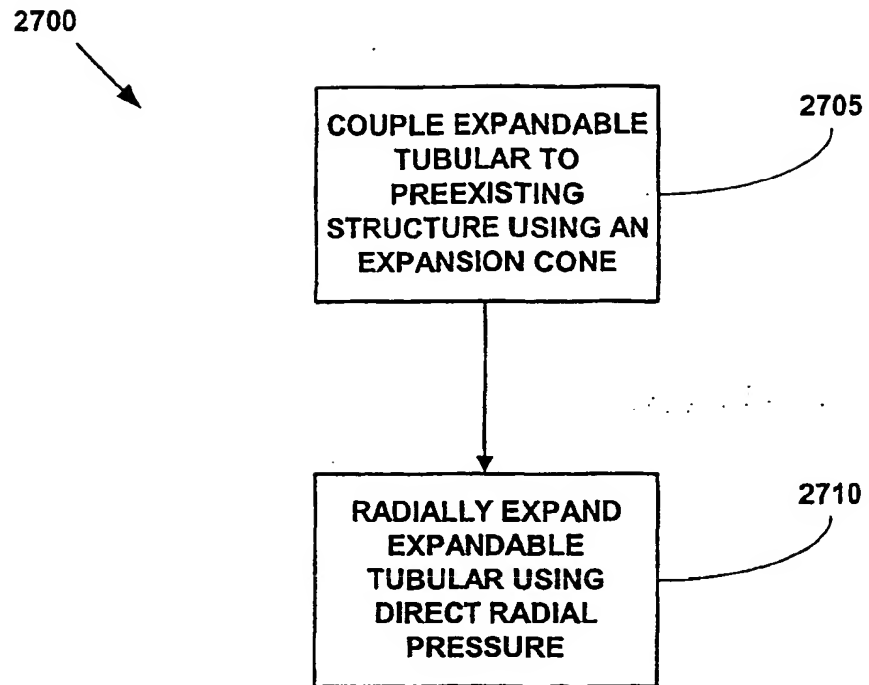 2700
COUPLE EXPANDABLE
TUBULAR TO
PREEXISTING
STRUCTURE USING AN
EXPANSION CONE
2705
RADIALLY EXPAND
EXPANDABLE
TUBULAR USING
DIRECT RADIAL
PRESSURE
2710